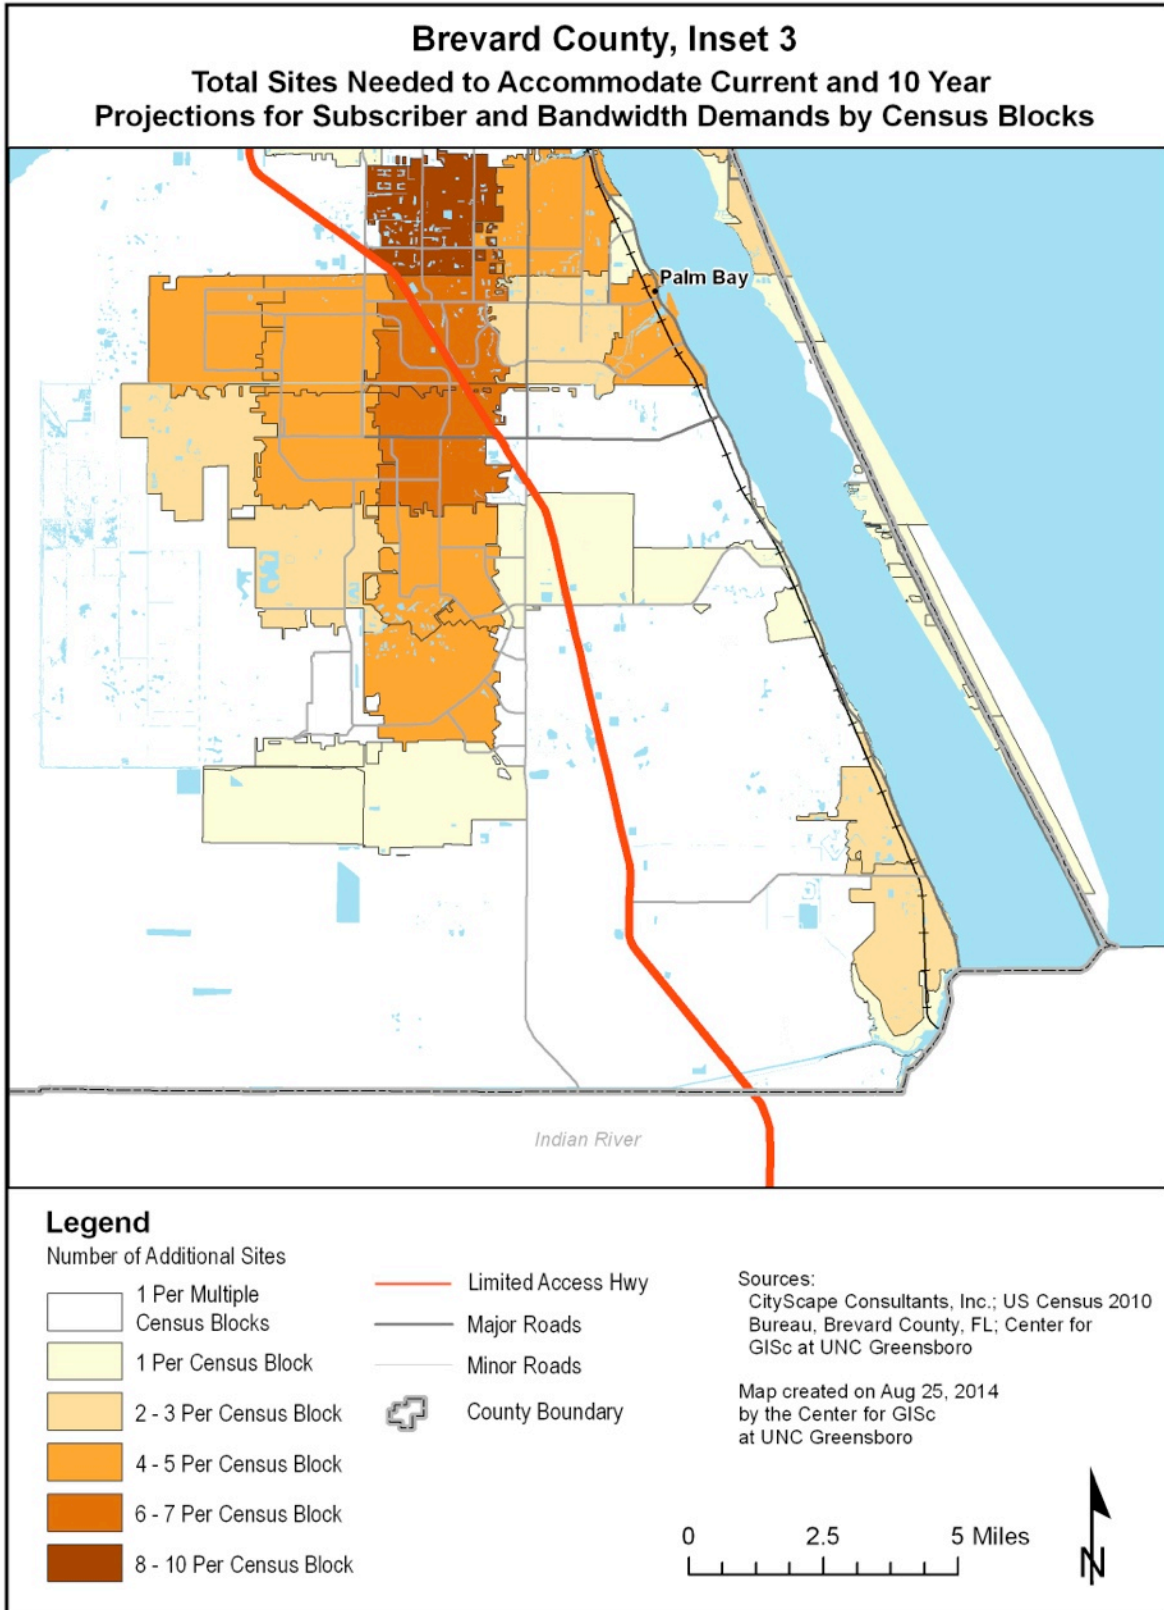 Brevard County, Inset 3
Total Sites Needed to Accommodate Current and 10 Year
Projections for Subscriber and Bandwidth Demands by Census Blocks
Palm Bay
Indian River
Legend
Number of Additional Sites
1 Per Multiple
Census Blocks
1 Per Census Block
2 - 3 Per Census Block
4 - 5 Per Census Block
6 - 7 Per Census Block
8 - 10 Per Census Block
Limited Access Hwy
Major Roads
Minor Roads
County Boundary
Sources:
CityScape Consultants, Inc.; US Census 2010
Bureau, Brevard County, FL; Center for
GISc at UNC Greensboro
Map created on Aug 25, 2014
by the Center for GISc
at UNC Greensboro
0 2.5 5 Miles
N